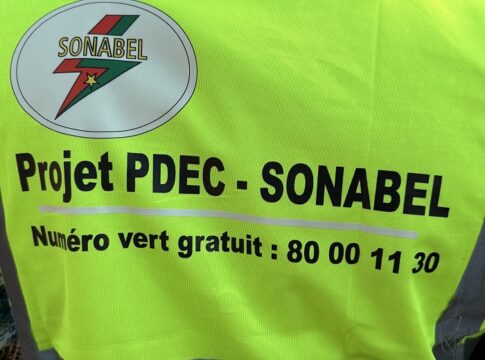 SONABEL
Projet PDEC - SONABEL
Numéro vert gratuit : 80 00 11 30